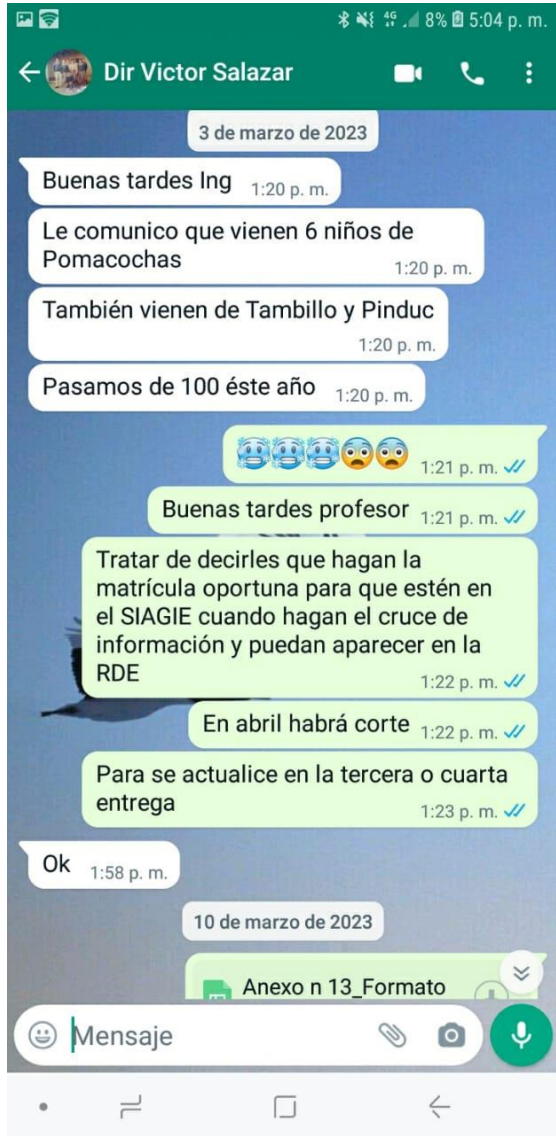 4G 8% 5:04 p. m.
Dir Victor Salazar
3 de marzo de 2023
Buenas tardes Ing 1:20 p. m.
Le comunico que vienen 6 niños de
Pomacochas 1:20 p. m.
También vienen de Tambillo y Pinduc
1:20 p. m.
Pasamos de 100 éste año 1:20 p. m.
1:21 p. m.
Buenas tardes profesor 1:21 p. m.
Tratar de decirles que hagan la
matrícula oportuna para que estén en
el SIAGIE cuando hagan el cruce de
información y puedan aparecer en la
RDE 1:22 p. m.
En abril habrá corte 1:22 p. m.
Para se actualice en la tercera o cuarta
entrega 1:23 p. m.
Ok 1:58 p. m.
10 de marzo de 2023
Anexo n 13_Formato
Mensaje